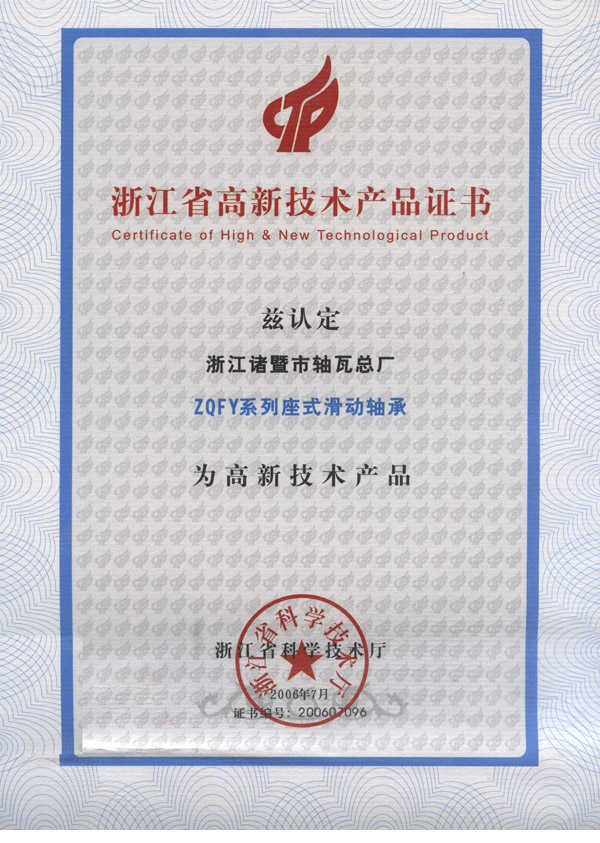 浙江省高新技术产品证书
Certificate of High & New Technological Product
兹认定
浙江诸暨市轴瓦总厂
ZQFY系列座式滑动轴承
为高新技术产品
浙江省科学技术厅
浙江省科学技术厅
2006年7月
证书编号：200607096